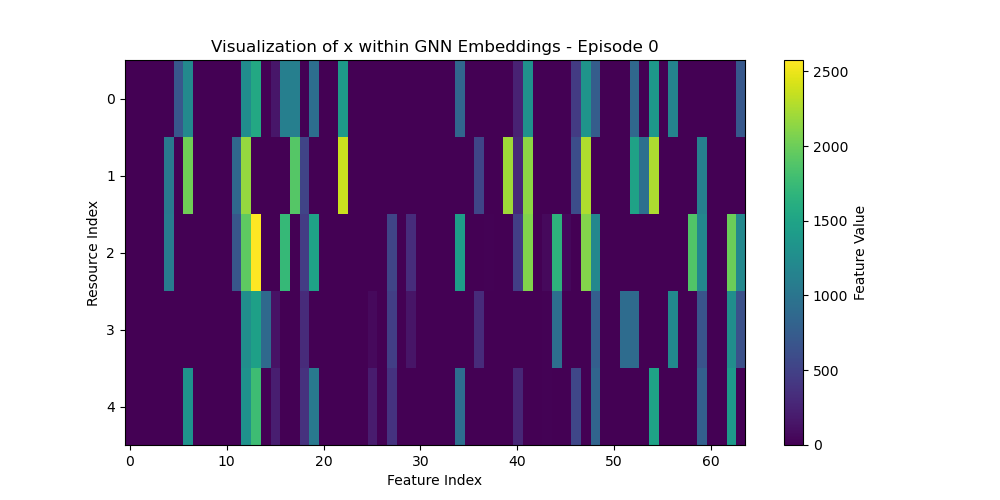 Visualization of x within GNN Embeddings - Episode 0
Resource Index
0
1
2
3
4
0 10 20 30 40 50 60
Feature Index
2500
2000
1500
1000
500
0
Feature Value